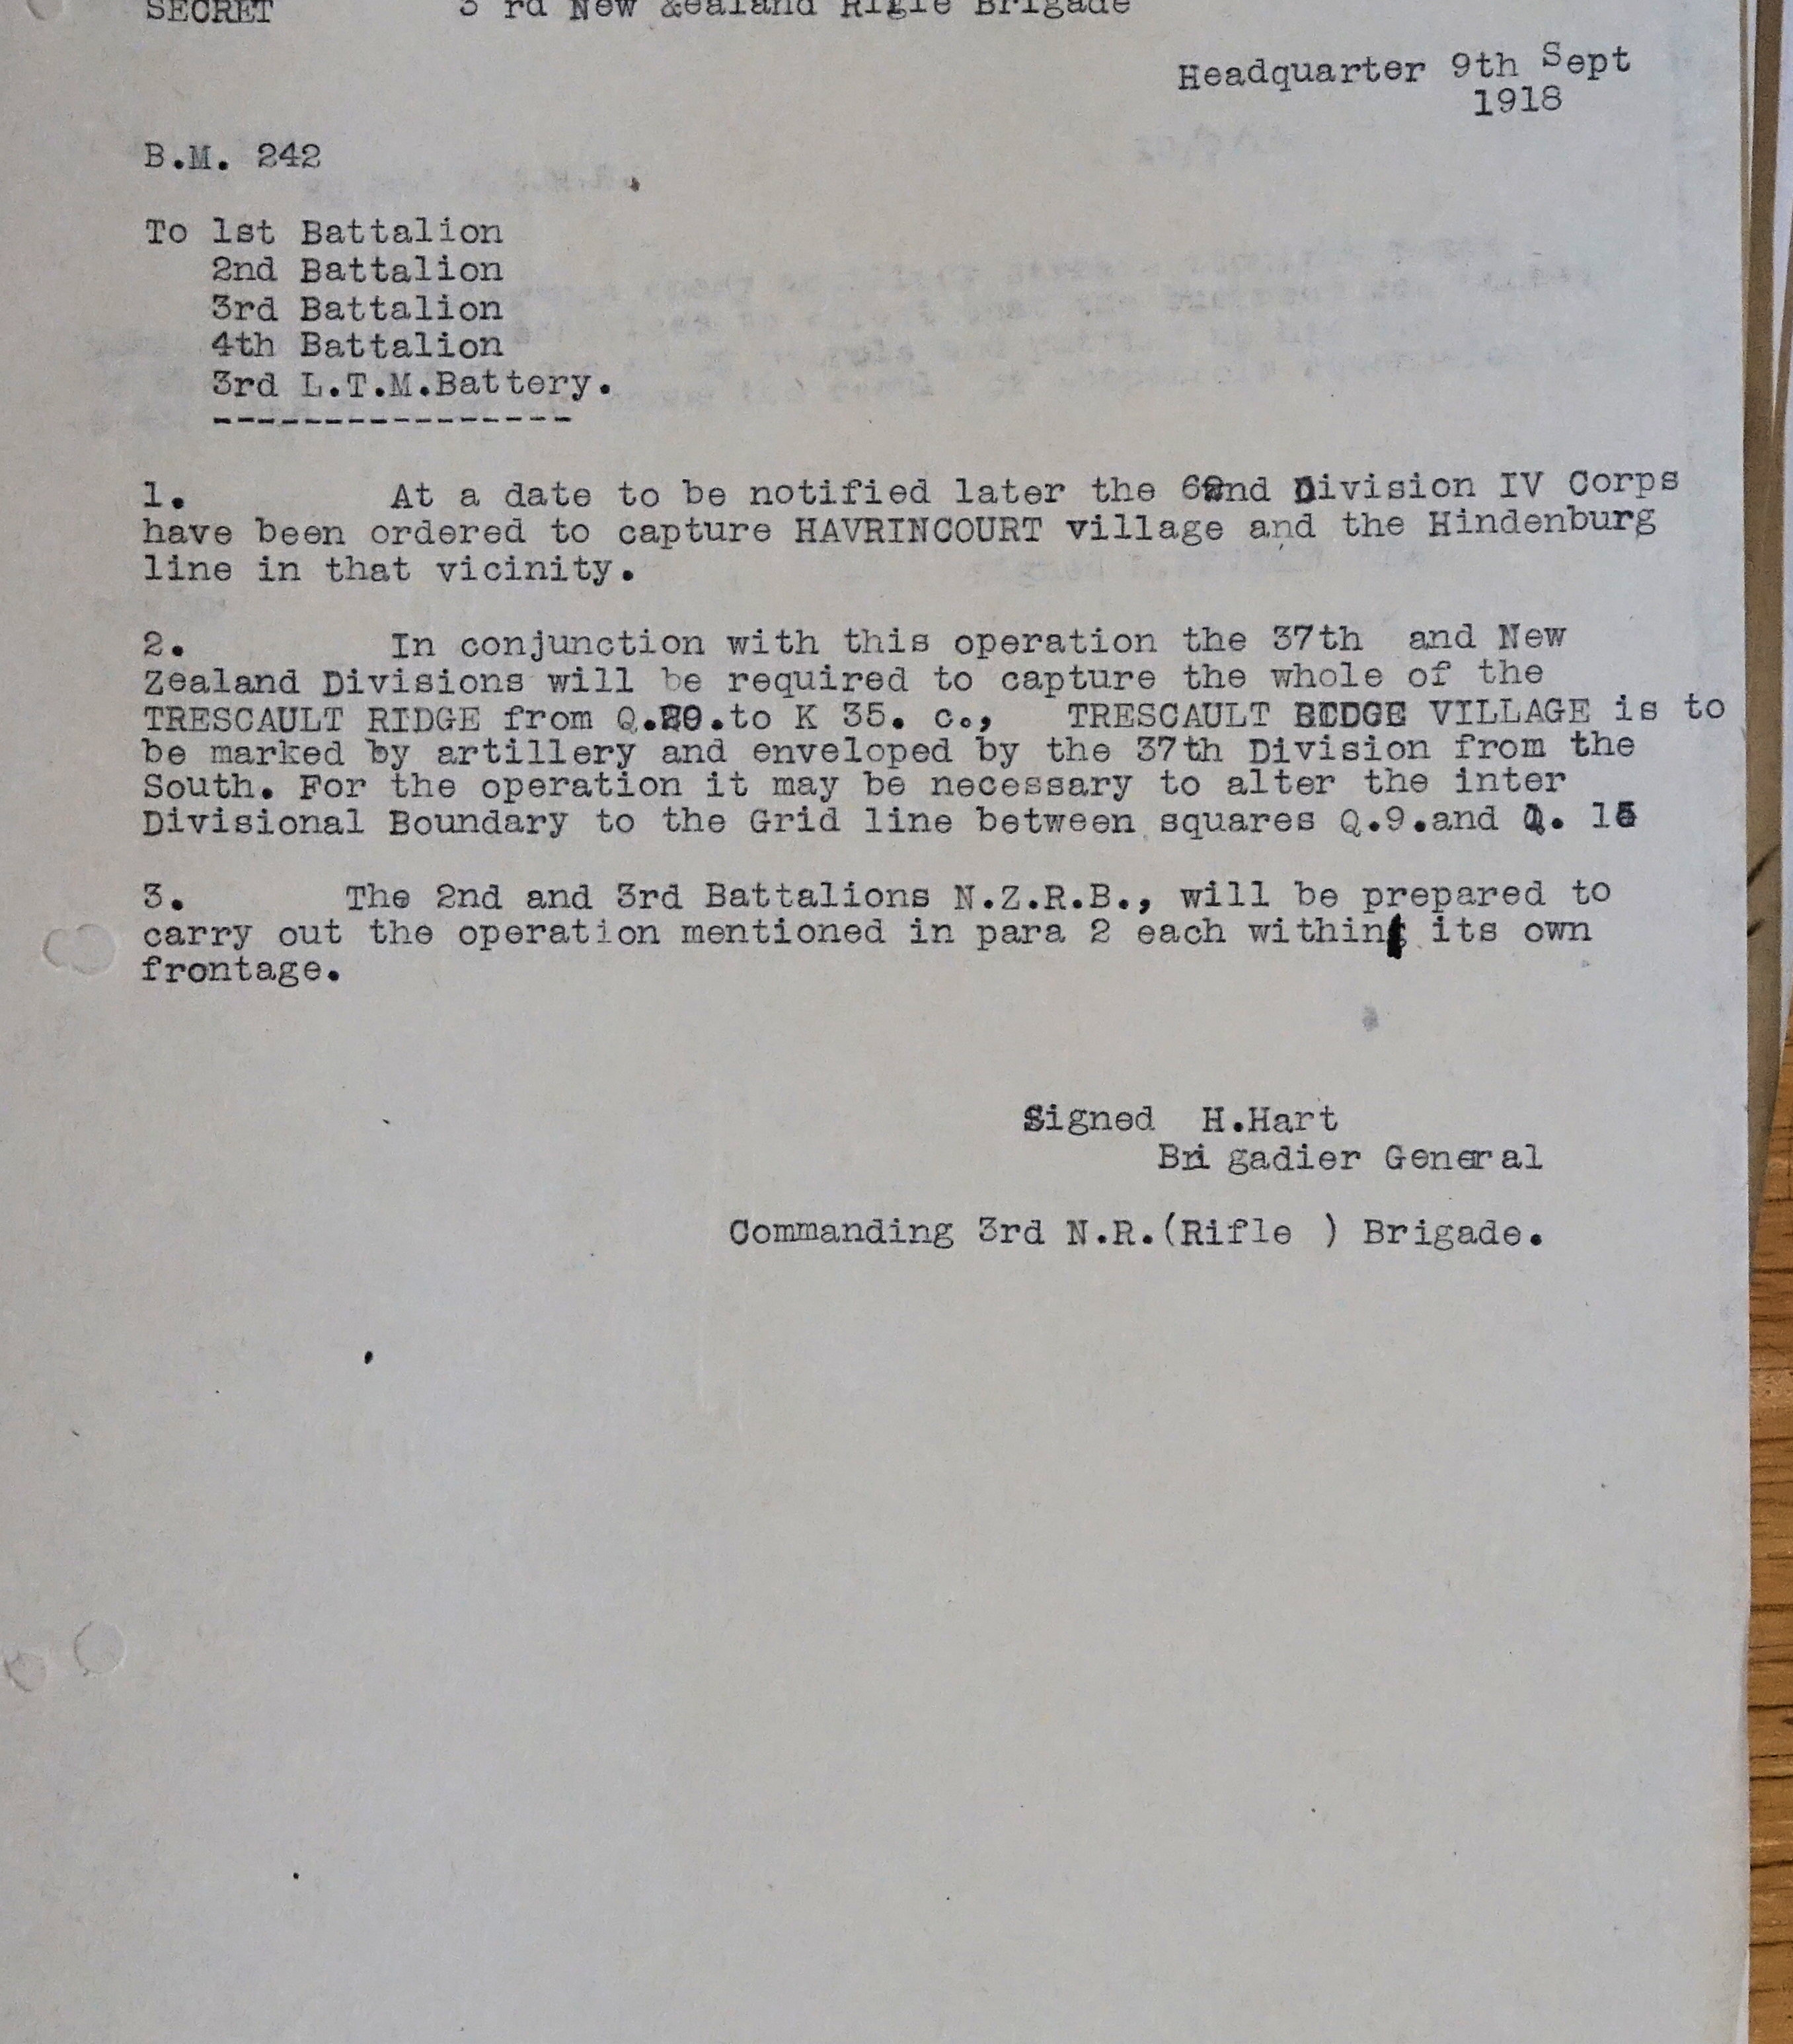 SECRET 3 rd New Zealand Rifle Brigade
Headquarter 9th Sept
1918
B.M. 242
To 1st Battalion
2nd Battalion
3rd Battalion
4th Battalion
3rd L.T.M.Battery.
----------------
1. At a date to be notified later the 62nd Division IV Corps
have been ordered to capture HAVRINCOURT village and the Hindenburg
line in that vicinity.
2. In conjunction with this operation the 37th and New
Zealand Divisions will be required to capture the whole of the
TRESCAULT RIDGE from Q.20.to K 35. c., TRESCAULT VILLAGE is to
be marked by artillery and enveloped by the 37th Division from the
South. For the operation it may be necessary to alter the inter
Divisional Boundary to the Grid line between squares Q.9.and Q. 15
3. The 2nd and 3rd Battalions N.Z.R.B., will be prepared to
carry out the operation mentioned in para 2 each within its own
frontage.
Signed H.Hart
Bri gadier General
Commanding 3rd N.R.(Rifle ) Brigade.